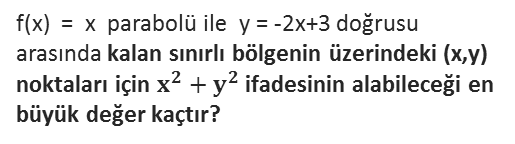 f(x) = x parabolü ile y = -2x+3 doğrusu
arasında kalan sınırlı bölgenin üzerindeki (x,y)
noktaları için x² + y² ifadesinin alabileceği en
büyük değer kaçtır?